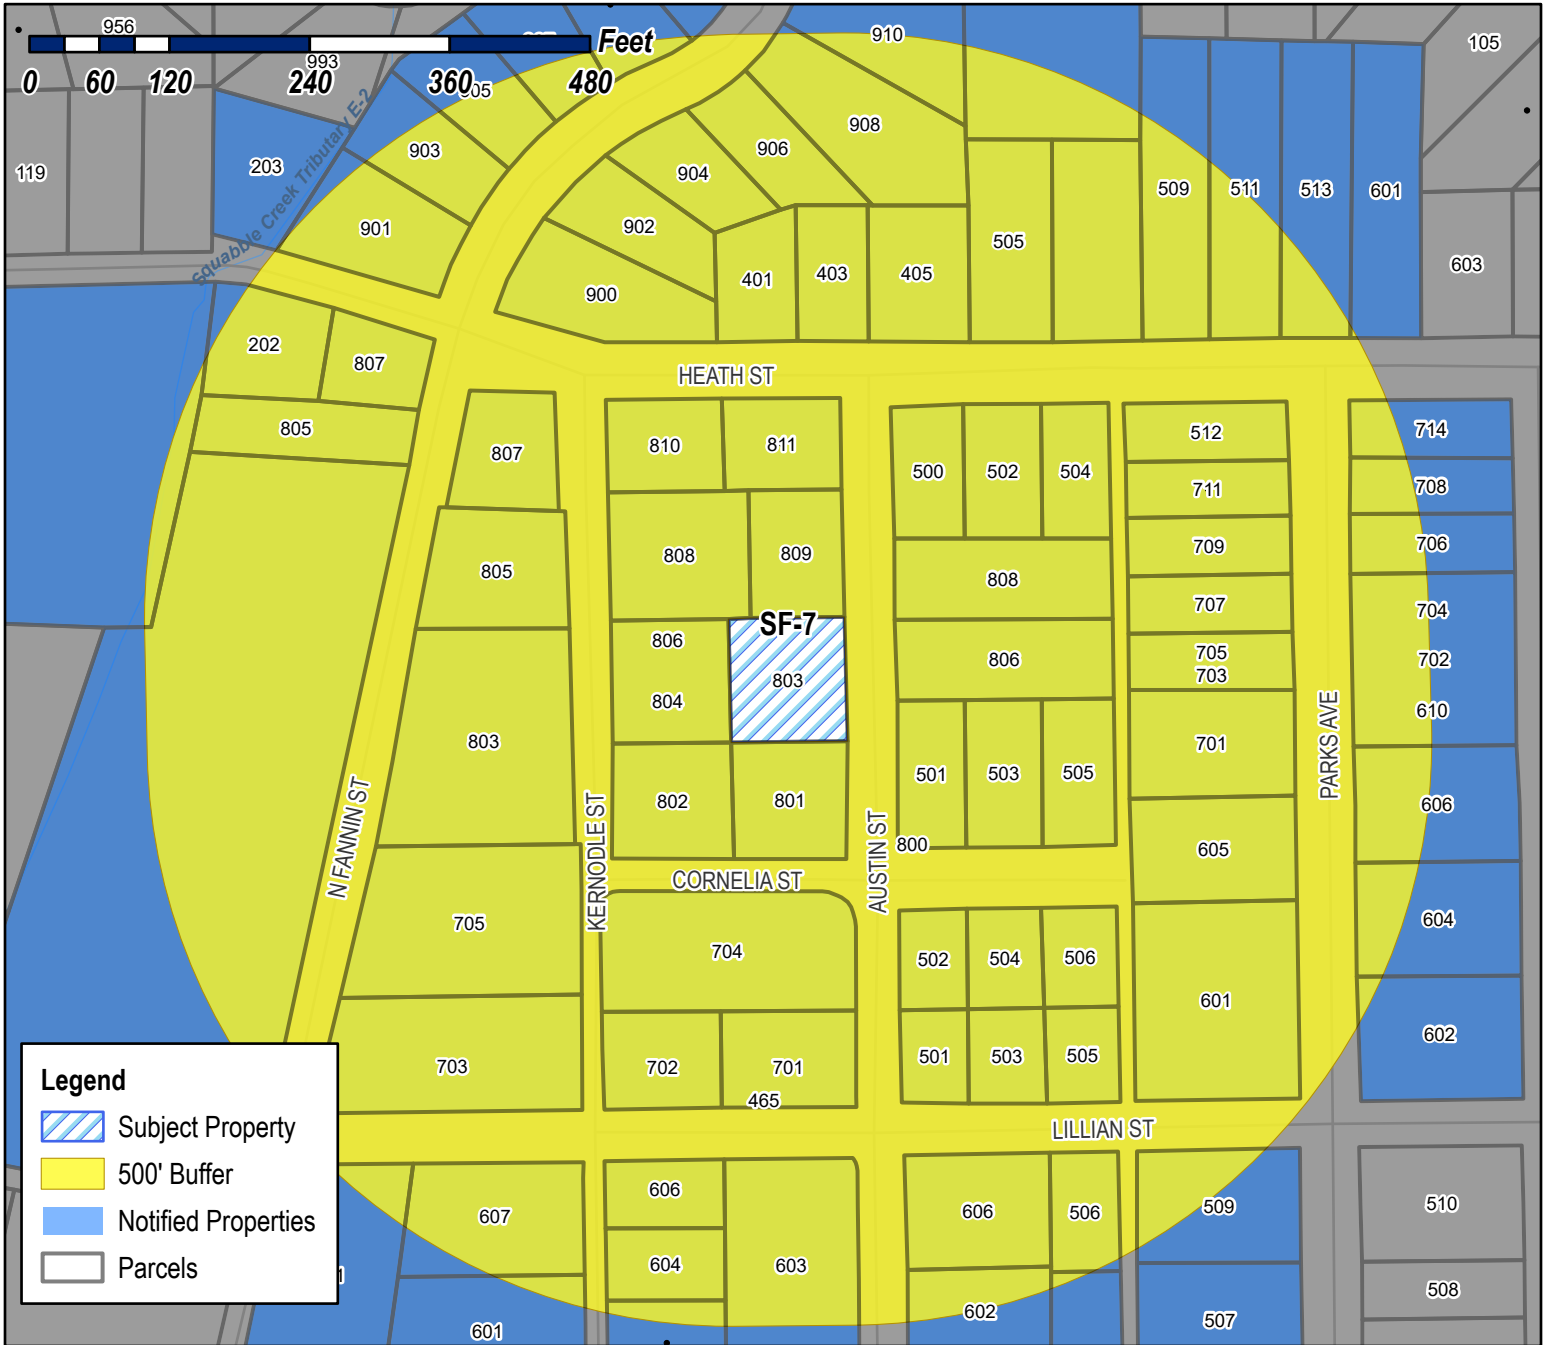 956
910
105
Feet
993
0 60 120 240 360 480
905
908
903
906
119
203
904
509 511 513 601
Squabble Creek Tributary E-2
901
902
505
603
401 403 405
900
202
807
HEATH ST
805
810 811
512
714
807
500 502 504
711
708
808 809
709
706
805
808
707
704
SF-7
806
803
804
806
705
703
702
610
803
701
PARKS AVE
N FANNIN ST
KERNODLE ST
802 801
501 503 505
606
AUSTIN ST
800
605
CORNELIA ST
705
704
604
502 504 506
601
602
703
702 701
501 503 505
465
LILLIAN ST
Legend
Subject Property
500' Buffer
Notified Properties
Parcels
607
606
606 506
509
510
604
603
508
601
602
507